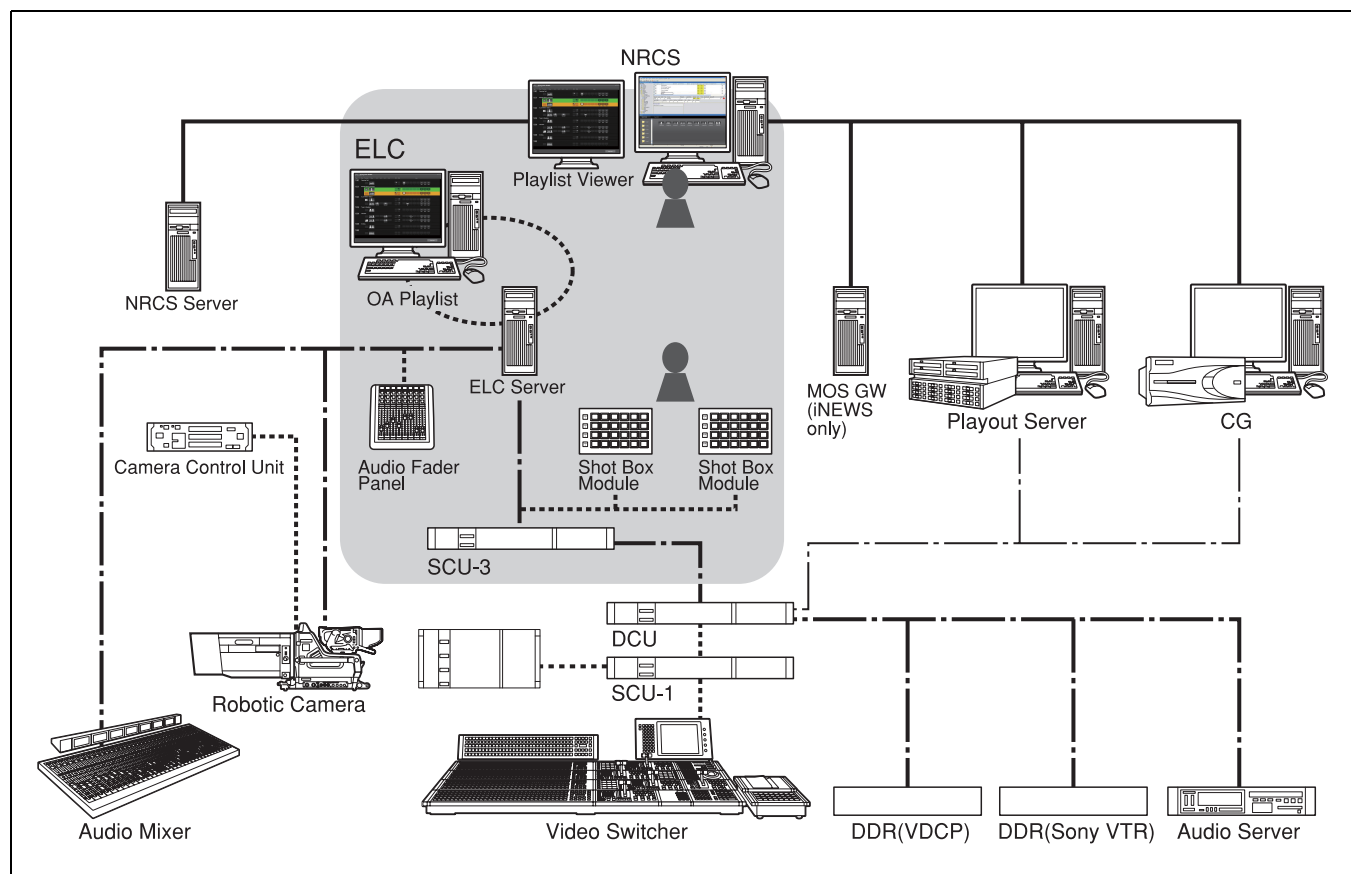 NRCS
ELC
Playlist Viewer
NRCS Server
OA Playlist
ELC Server
MOS GW
(iNEWS
only)
Playout Server
CG
Camera Control Unit
Audio Fader
Panel
Shot Box
Module
Shot Box
Module
SCU-3
DCU
SCU-1
Robotic Camera
Audio Mixer
Video Switcher
DDR(VDCP)
DDR(Sony VTR)
Audio Server